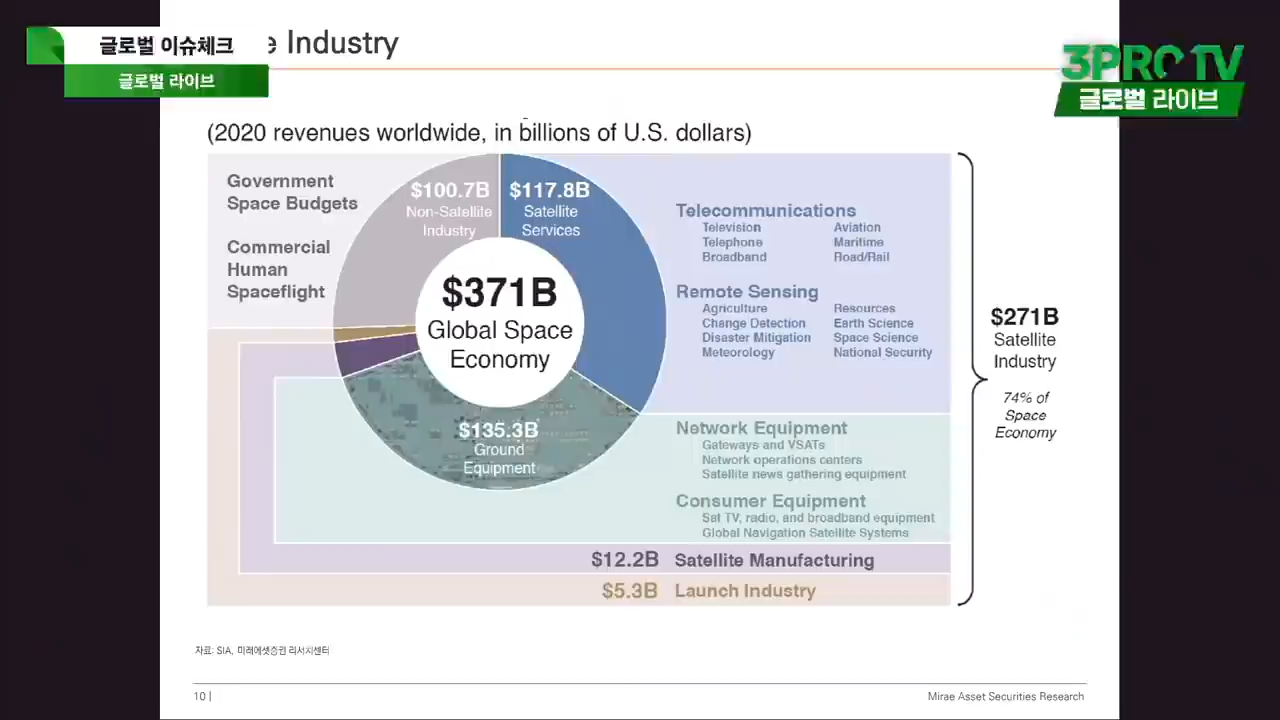 글로벌 이슈체크
글로벌 라이브
e Industry
3PRO TV
글로벌 라이브
(2020 revenues worldwide, in billions of U.S. dollars)
Government
Space Budgets
Commercial
Human
Spaceflight
$100.7B
Non-Satellite
Industry
$117.8B
Satellite
Services
$371B
Global Space
Economy
$135.3B
Ground
Equipment
Telecommunications
Television
Telephone
Broadband
Aviation
Maritime
Road/Rail
Remote Sensing
Agriculture
Change Detection
Disaster Mitigation
Meteorology
Resources
Earth Science
Space Science
National Security
Network Equipment
Gateways and VSATs
Network operations centers
Satellite news gathering equipment
Consumer Equipment
Sat TV, radio, and broadband equipment
Global Navigation Satellite Systems
$12.2B Satellite Manufacturing
$5.3B Launch Industry
$271B
Satellite
Industry
74% of
Space
Economy
자료: SIA, 미래에셋증권 리서치센터
10 |
Mirae Asset Securities Research